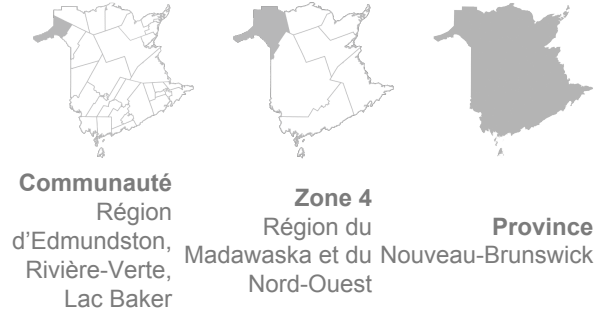 Communauté
Région
d'Edmundston,
Rivière-Verte,
Lac Baker
Zone 4
Région du
Madawaska et du
Nord-Ouest
Province
Nouveau-Brunswick